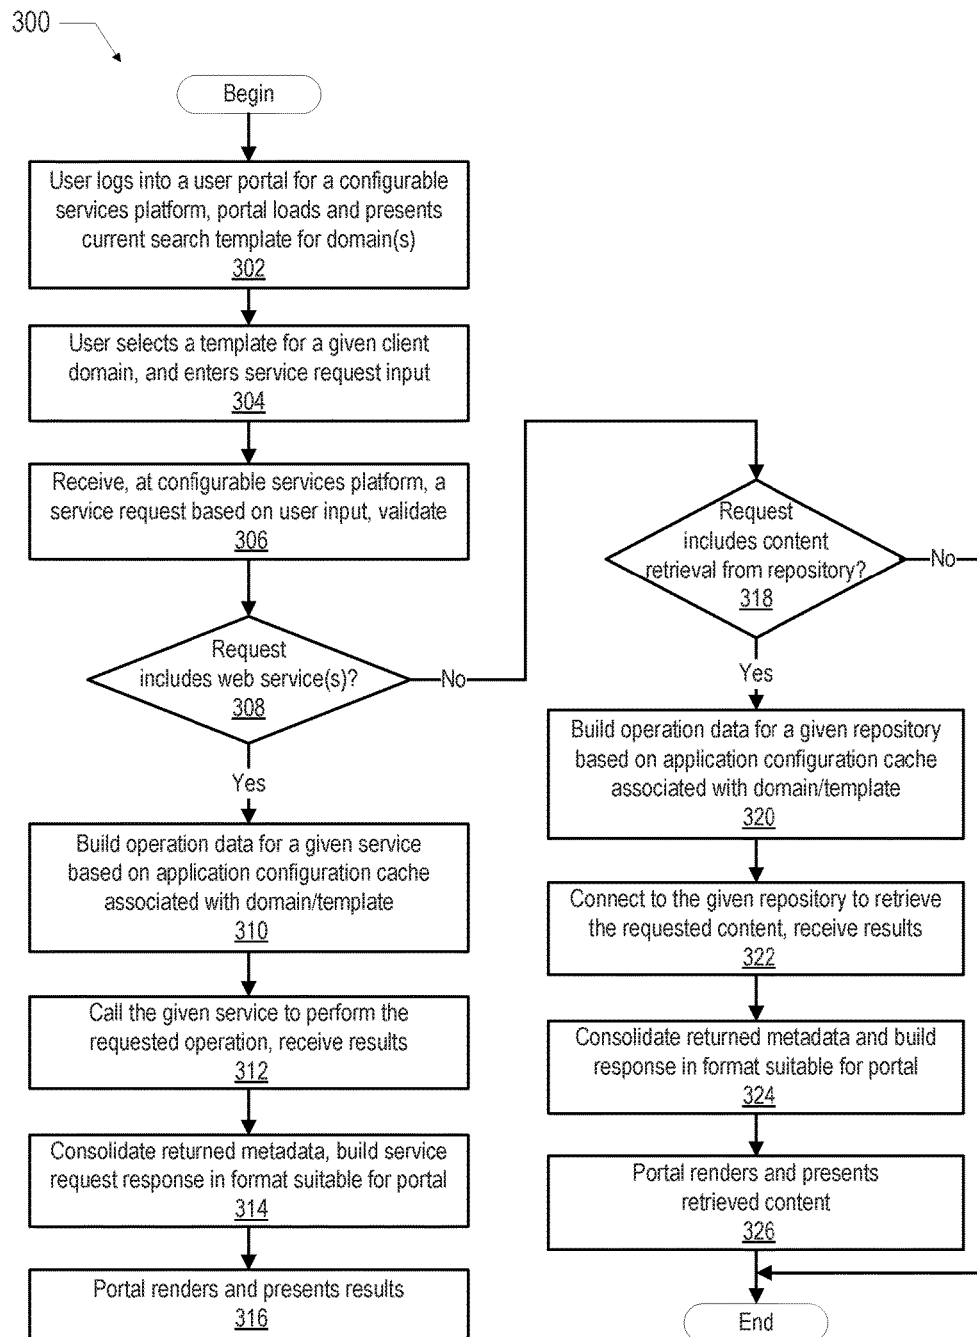 300
Begin
User logs into a user portal for a configurable
services platform, portal loads and presents
current search template for domain(s)
302
User selects a template for a given client
domain, and enters service request input
304
Receive, at configurable services platform, a
service request based on user input, validate
306
Request
includes web service(s)?
308
No
Yes
Build operation data for a given service
based on application configuration cache
associated with domain/template
310
Call the given service to perform the
requested operation, receive results
312
Consolidate returned metadata, build service
request response in format suitable for portal
314
Portal renders and presents results
316
Request
includes content
retrieval from repository?
318
No
Yes
Build operation data for a given repository
based on application configuration cache
associated with domain/template
320
Connect to the given repository to retrieve
the requested content, receive results
322
Consolidate returned metadata and build
response in format suitable for portal
324
Portal renders and presents
retrieved content
326
End